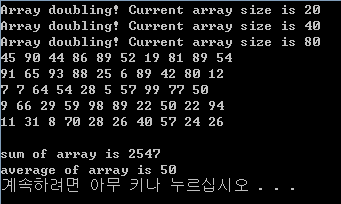 Array doubling! Current array size is 20
Array doubling! Current array size is 40
Array doubling! Current array size is 80
45 90 44 86 89 52 19 81 89 54
91 65 93 88 25 6 89 42 80 12
7 7 64 54 28 5 57 99 77 50
9 66 29 59 98 89 22 50 22 94
11 31 8 70 28 26 40 57 24 26
sum of array is 2547
average of array is 50
계속하려면 아무 키나 누르십시오 . . .